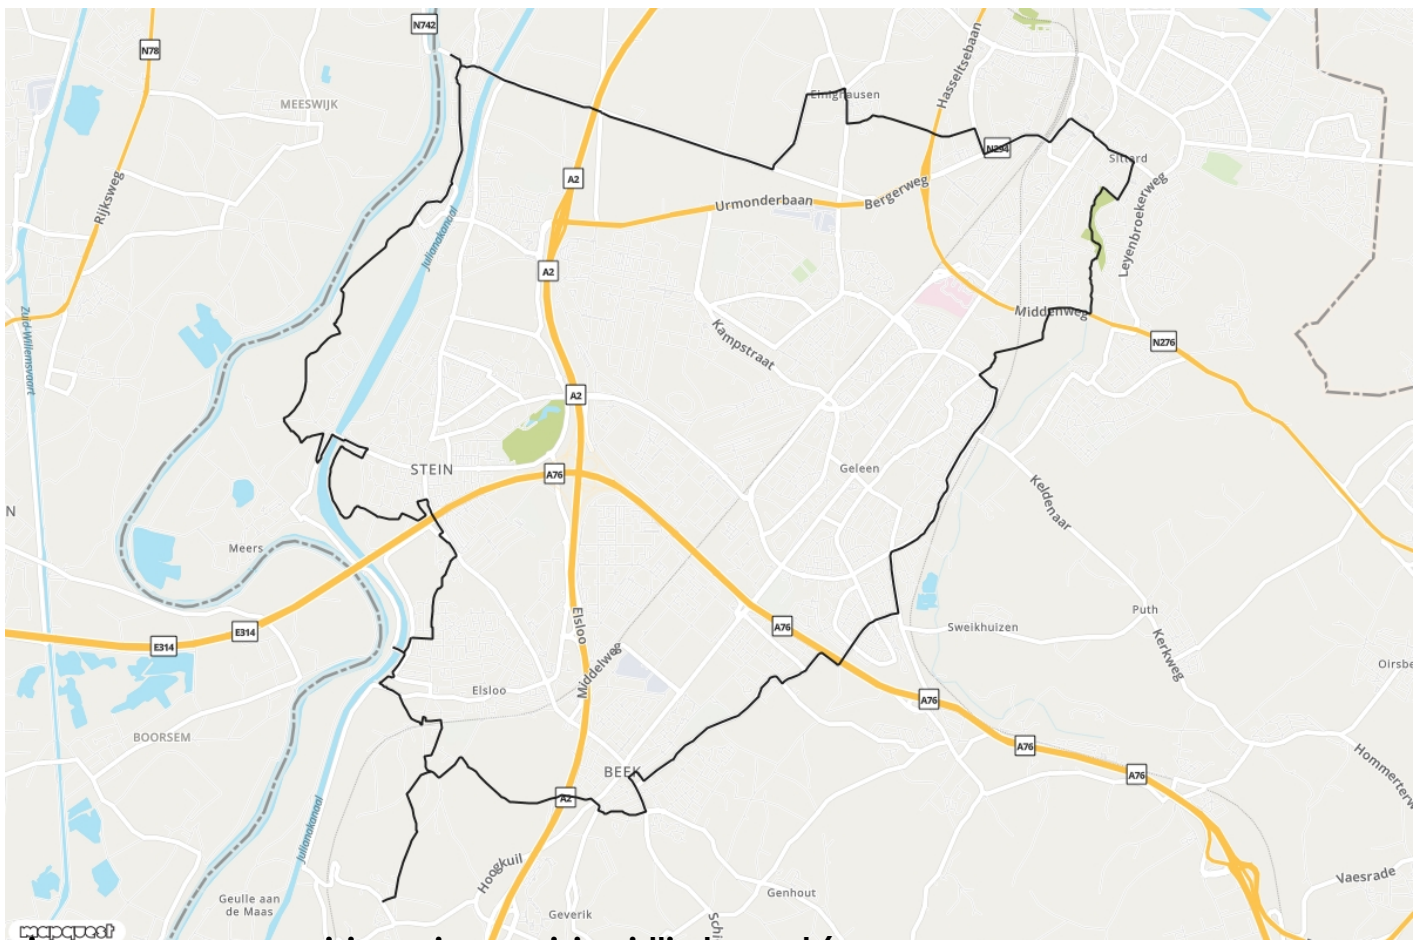 N742
N78
Hasseltsebaan
MEESWIJK
Einighausen
N294
Sittard
A2
Rijksweg
Urmonderbaan
Bergerweg
Leyenbroekerweg
Julianakanaal
A2
Zuid-Willemsvaart
Middenweg
Kampstraat
N276
A2
STEIN
A76
Geleen
Keldenaar
N
Meers
Puth
E314
E314
Elsloo
A76
Sweikhuizen
Kerkweg
Middelweg
Oirsbe
Elsloo
A76
BOORSEM
A76
A76
BEEK
Hommerterw
A2
Julianakanaal
Hoogkuil
Vaesrade
Genhout
Geulle aan
de Maas
Geverik
Schi
mapquest